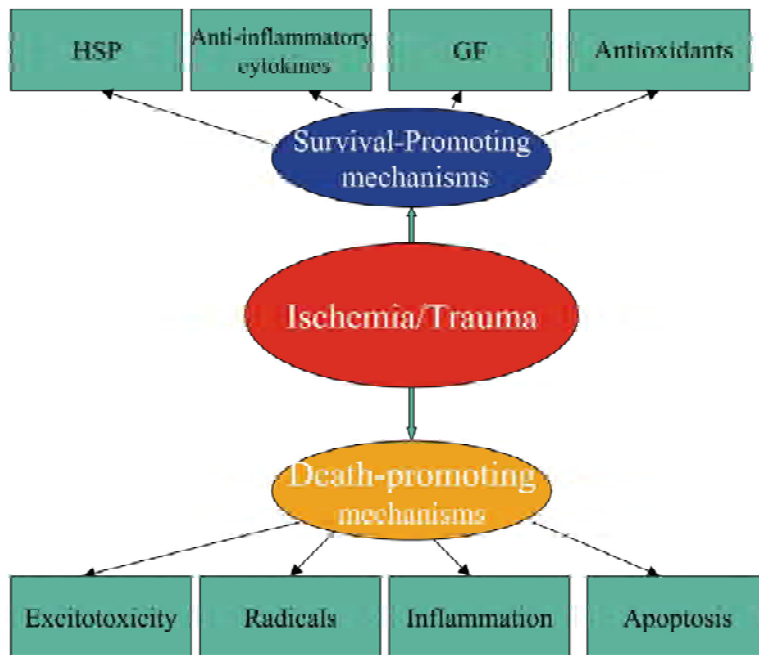 HSP
Anti-inflammatory
cytokines
GF
Antioxidants
Survival-Promoting
mechanisms
Ischemia/Trauma
Death-promoting
mechanisms
Excitotoxicity
Radicals
Inflammation
Apoptosis